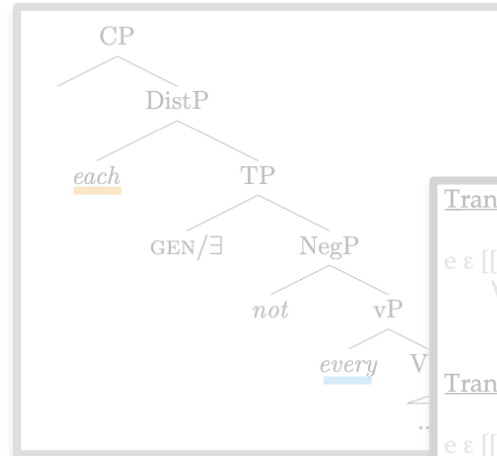 CP
DistP
each
TP
GEN/∃
NegP
not
vP
every
V
..
Tran
e ε [[
Tran
e ε [[